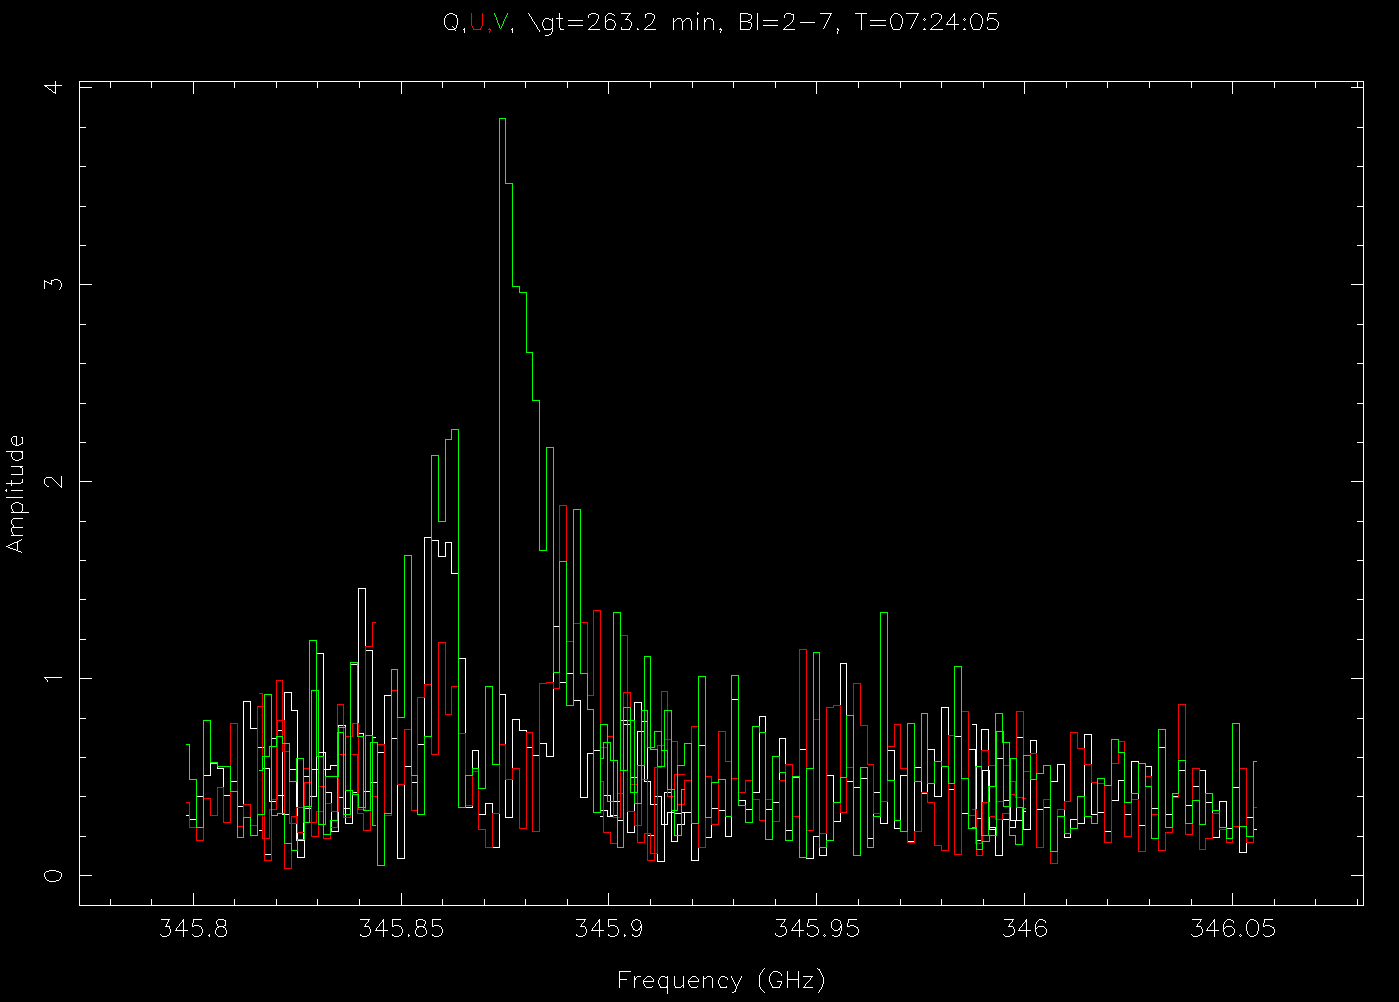 Q,U,V, \gt=263.2 min, Bl=2-7, T=07:24:05
4
3
2
1
0
Amplitude
345.8 345.85 345.9 345.95 346 346.05
Frequency (GHz)